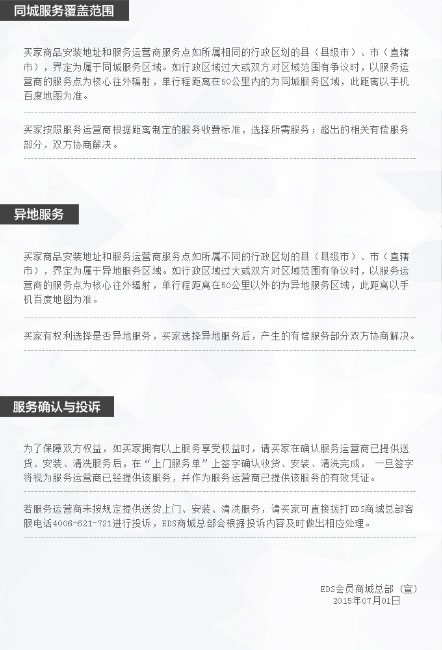 同城服务覆盖范围
买家商品安装地址和服务运营商服务点如所属相同的行政区划的县（县级市）、市（直辖
市），界定为属于同城服务区域。如行政区域过大或双方对区域范围有争议时，以服务运
营商的服务点为核心往外辐射，单行程距离在50公里内的为同城服务区域，此距离以手机
百度地图为准。
买家按照服务运营商根据距离制定的服务收费标准，选择所需服务；超出的相关有偿服务
部分，双方协商解决。
异地服务
买家商品安装地址和服务运营商服务点如所属不同的行政区划的县（县级市）、市（直辖
市），界定为属于异地服务区域。如行政区域过大或双方对区域范围有争议时，以服务运
营商的服务点为核心往外辐射，单行程距离在50公里以外的为异地服务区域，此距离以手
机百度地图为准。
买家有权利选择是否异地服务，买家选择异地服务后，产生的有偿服务部分双方协商解决。
服务确认与投诉
为了保障双方权益，如买家拥有以上服务享受权益时，请买家在确认服务运营商已提供送
货、安装、清洗服务后，在“上门服务单”上签字确认收货、安装、清洗完成， 一旦签字
将视为服务运营商已经提供该服务，并作为服务运营商已提供该服务的有效凭证。
若服务运营商未按规定提供送货上门、安装、清洗服务，请买家可直接拨打EDS商城总部客
服电话4006-621-721进行投诉，EDS商城总部会根据投诉内容及时做出相应处理。
EDS会员商城总部（宣）
2015年07月01日